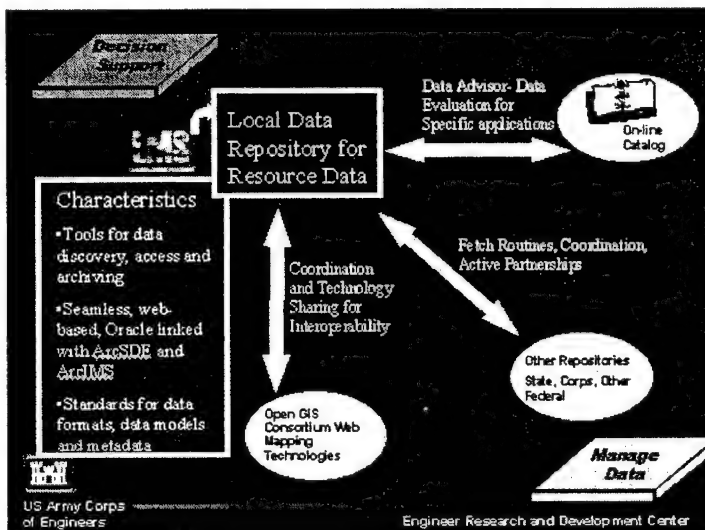 Decision
Support
LMS
Local Data
Repository for
Resource Data
Data Advisor- Data
Evaluation for
Specific applications
On-line
Catalog
Characteristics
•Tools for data
discovery, access and
archiving
•Seamless, web-
based, Oracle linked
with ArcSDE and
ArcIMS
•Standards for data
formats, data models
and metadata
Coordination
and Technology
Sharing for
Interoperability
Fetch Routines, Coordination,
Active Partnerships
Other Repositories
State, Corps, Other
Federal
Open GIS
Consortium Web
Mapping
Technologies
Manage
Data
US Army Corps
of Engineers
Engineer Research and Development Center